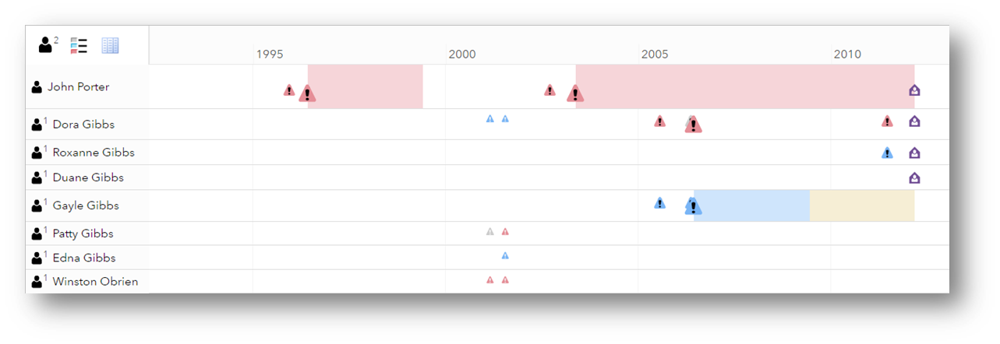 2
1995 2000 2005 2010
John Porter
1 Dora Gibbs
1 Roxanne Gibbs
1 Duane Gibbs
1 Gayle Gibbs
1 Patty Gibbs
1 Edna Gibbs
1 Winston Obrien